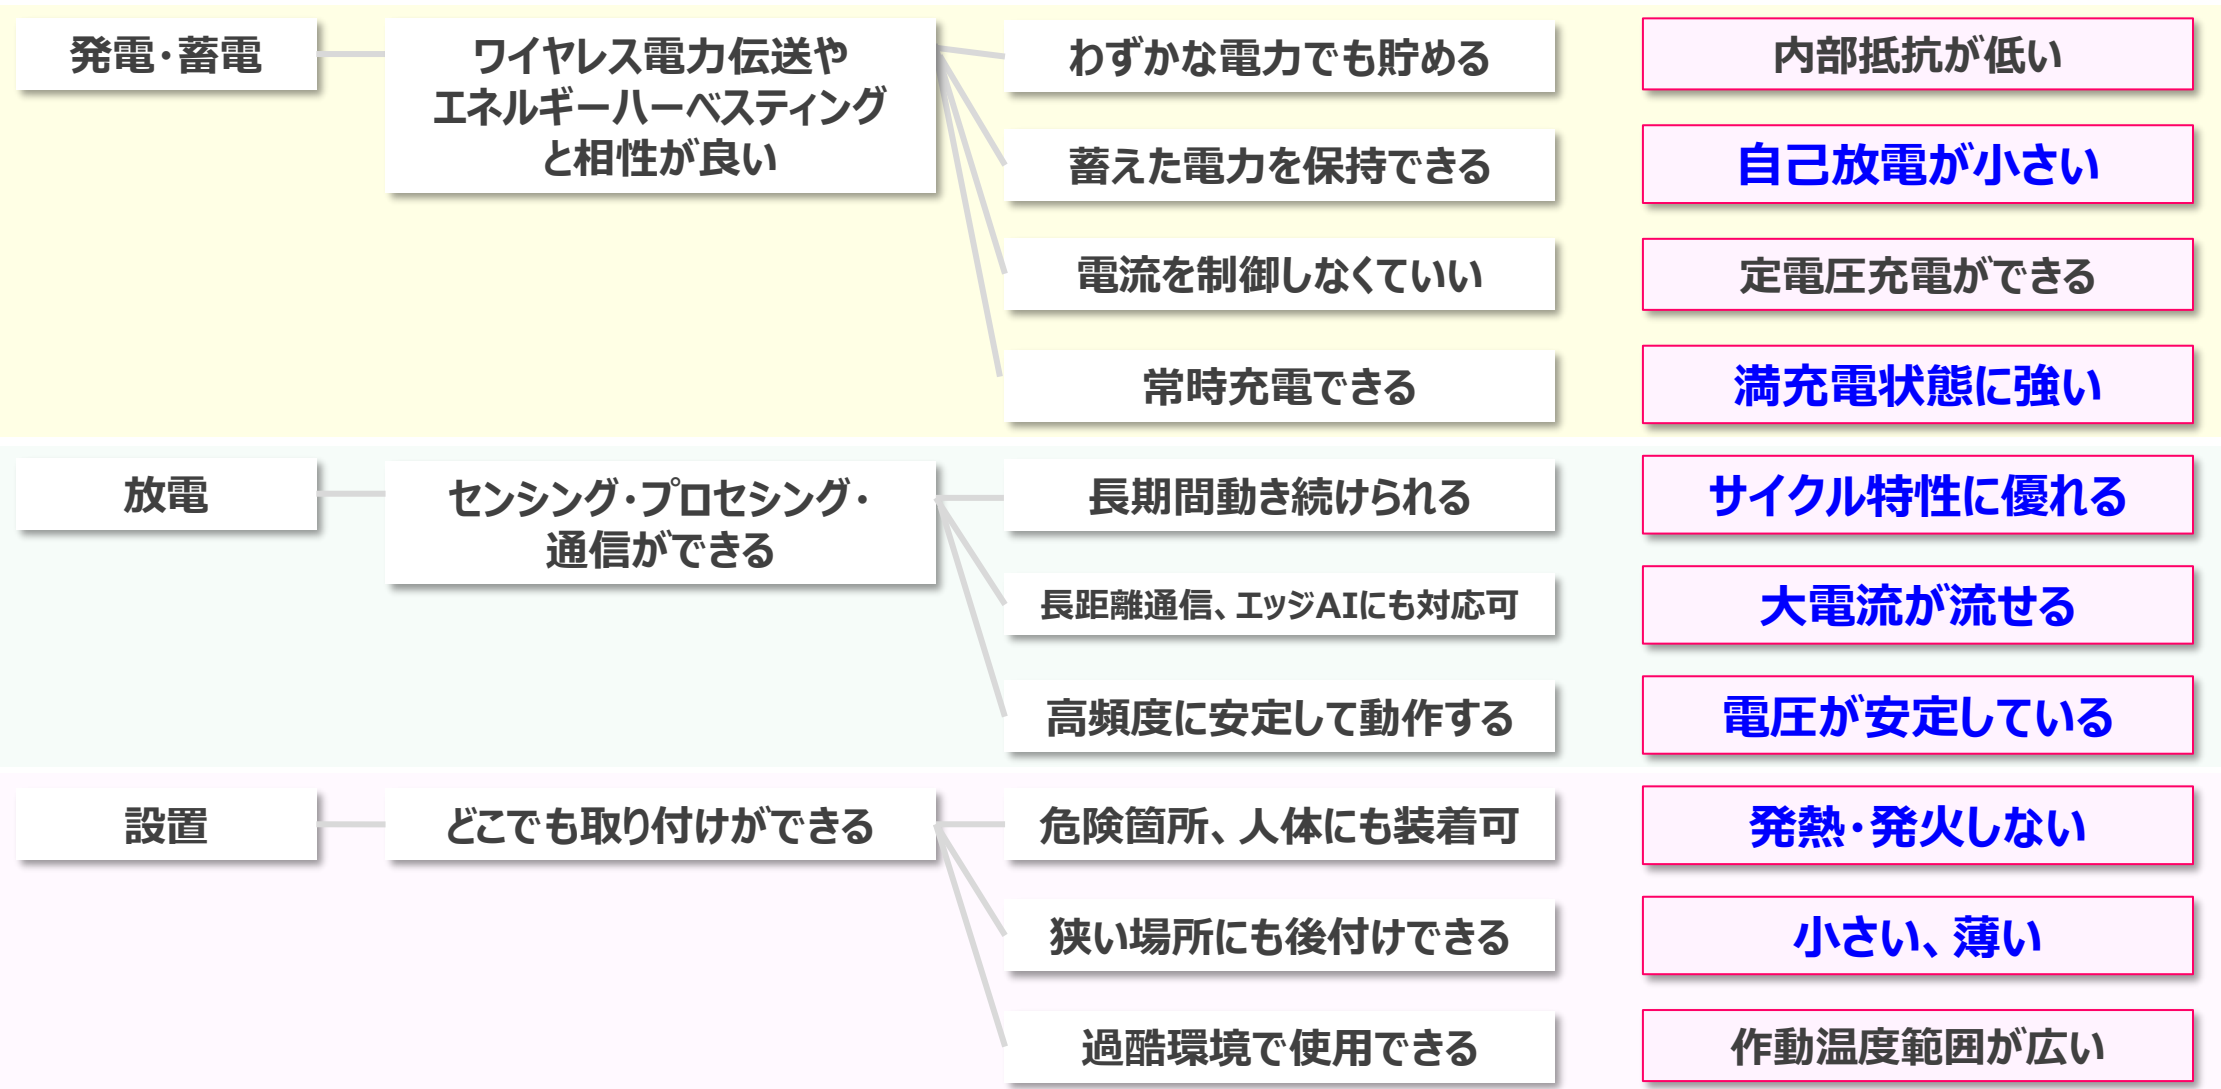 発電・蓄電
ワイヤレス電力伝送や
エネルギーハーベスティング
と相性が良い
わずかな電力でも貯める
内部抵抗が低い
蓄えた電力を保持できる
自己放電が小さい
電流を制御しなくていい
定電圧充電ができる
常時充電できる
満充電状態に強い
放電
センシング・プロセシング・
通信ができる
長期間動き続けられる
サイクル特性に優れる
長距離通信、エッジAIにも対応可
大電流が流せる
高頻度に安定して動作する
電圧が安定している
設置
どこでも取り付けができる
危険箇所、人体にも装着可
発熱・発火しない
狭い場所にも後付けできる
小さい、薄い
過酷環境で使用できる
作動温度範囲が広い